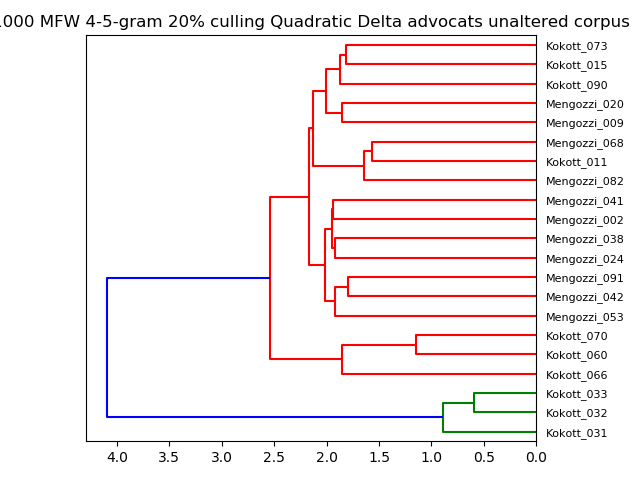 .000 MFW 4-5-gram 20% culling Quadratic Delta advocats unaltered corpus
Kokott_073
Kokott_015
Kokott_090
Mengozzi_020
Mengozzi_009
Mengozzi_068
Kokott_011
Mengozzi_082
Mengozzi_041
Mengozzi_002
Mengozzi_038
Mengozzi_024
Mengozzi_091
Mengozzi_042
Mengozzi_053
Kokott_070
Kokott_060
Kokott_066
Kokott_033
Kokott_032
Kokott_031
4.0 3.5 3.0 2.5 2.0 1.5 1.0 0.5 0.0